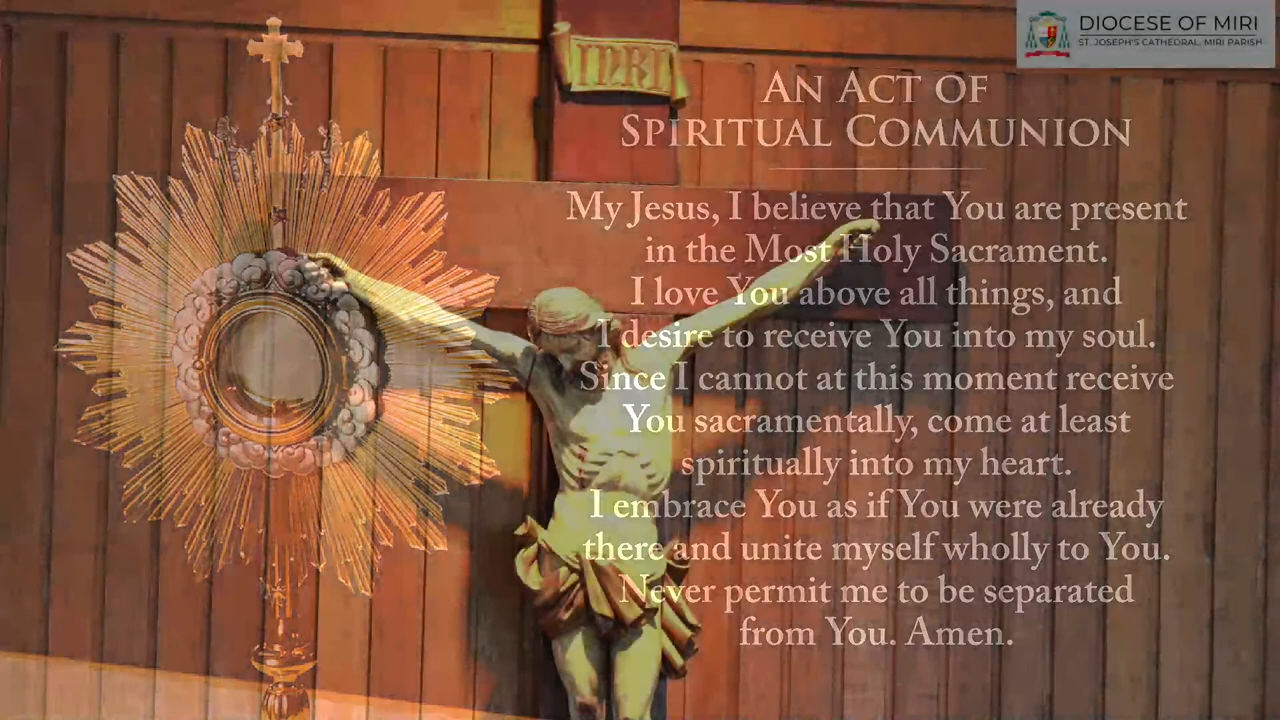 DIOCESE OF MIRI
ST. JOSEPH'S CATHEDRAL, MIRI PARISH
INRI
AN ACT OF
SPIRITUAL COMMUNION
My Jesus, I believe that You are present
in the Most Holy Sacrament.
I love You above all things, and
I desire to receive You into my soul.
Since I cannot at this moment receive
You sacramentally, come at least
spiritually into my heart.
I embrace You as if You were already
there and unite myself wholly to You.
Never permit me to be separated
from You. Amen.